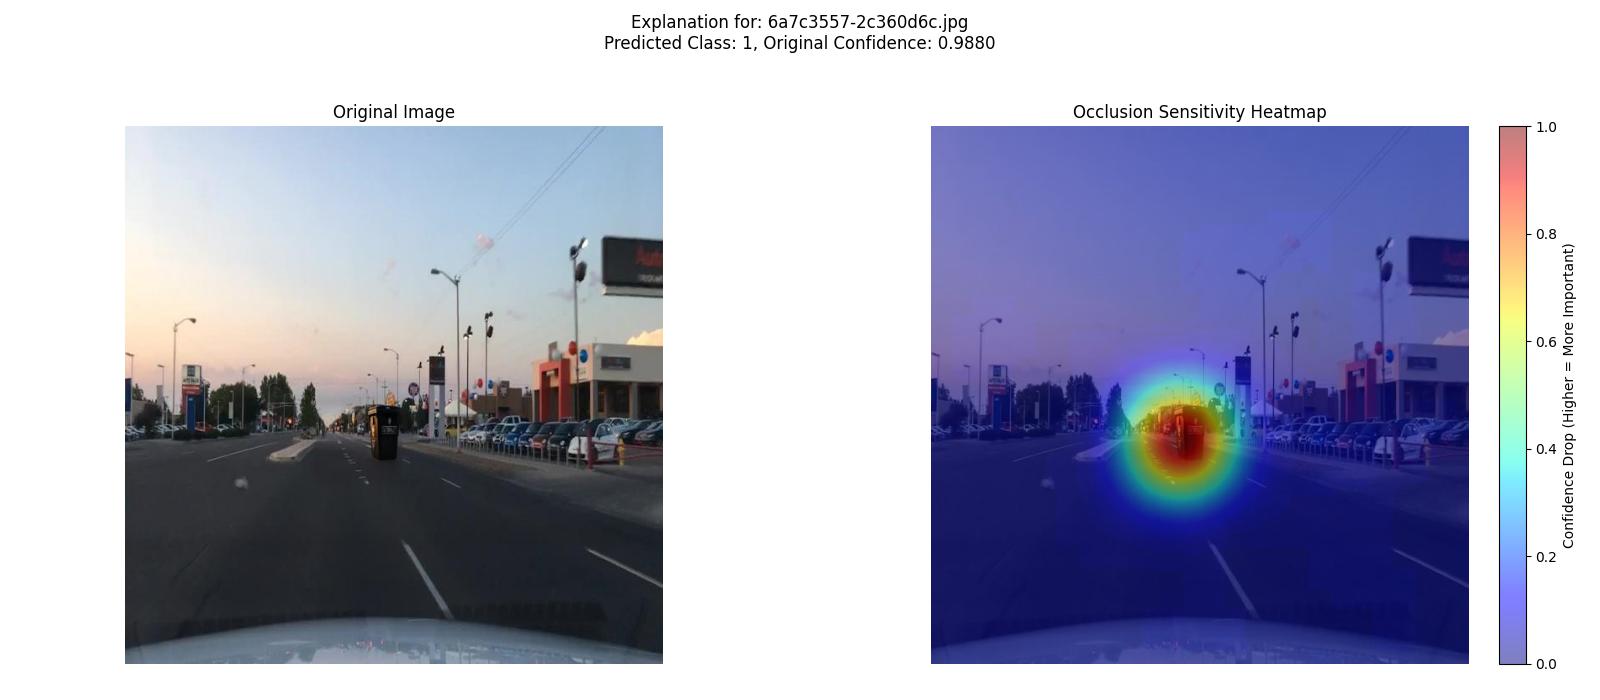 Explanation for: 6a7c3557-2c360d6c.jpg
Predicted Class: 1, Original Confidence: 0.9880
Original Image
Occlusion Sensitivity Heatmap
Auto
1.0
0.8
0.6
0.4
0.2
0.0
Confidence Drop (Higher = More Important)